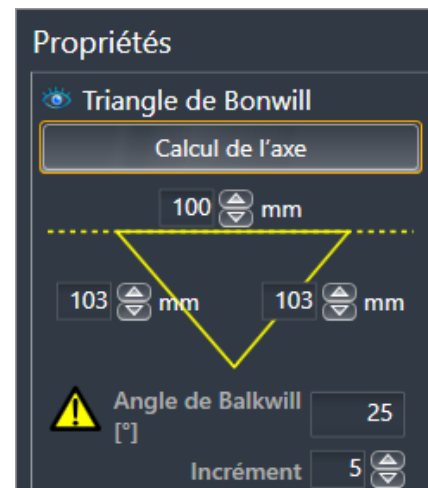 Propriétés
Triangle de Bonwill
Calcul de l'axe
100 mm
103 mm 103 mm
Angle de Balkwill 25
[°]
Incrément 5